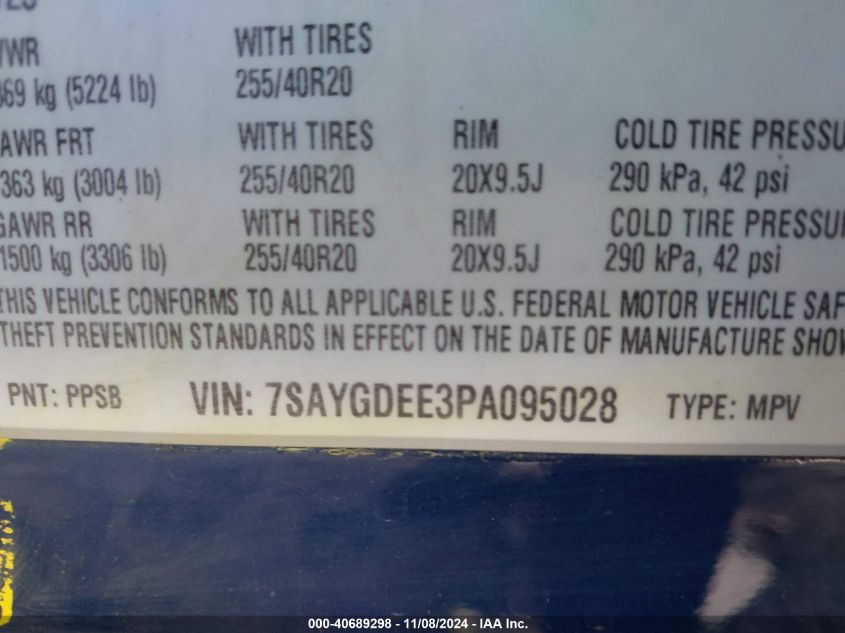 WITH TIRES
69 kg (5224 lb) 255/40R20
AWR FRT WITH TIRES RIM COLD TIRE PRESSU
363 kg (3004 lb) 255/40R20 20X9.5J 290 kPa, 42 psi
GAWR RR WITH TIRES RIM COLD TIRE PRESSU
1500 kg (3306 lb) 255/40R20 20X9.5J 290 kPa, 42 psi
THIS VEHICLE CONFORMS TO ALL APPLICABLE U.S. FEDERAL MOTOR VEHICLE SAF
THEFT PREVENTION STANDARDS IN EFFECT ON THE DATE OF MANUFACTURE SHOW
PNT: PPSB VIN: 7SAYGDEE3PA095028 TYPE: MPV
000-40689298 - 11/08/2024 - IAA Inc.